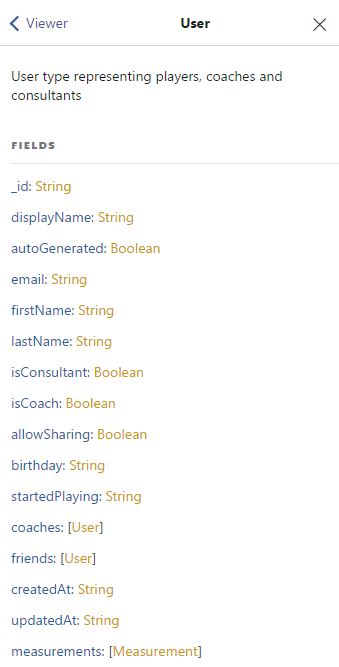 Viewer User
User type representing players, coaches and
consultants
FIELDS
_id: String
displayName: String
autoGenerated: Boolean
email: String
firstName: String
lastName: String
isConsultant: Boolean
isCoach: Boolean
allowSharing: Boolean
birthday: String
startedPlaying: String
coaches: [User]
friends: [User]
createdAt: String
updatedAt: String
measurements: [Measurement]